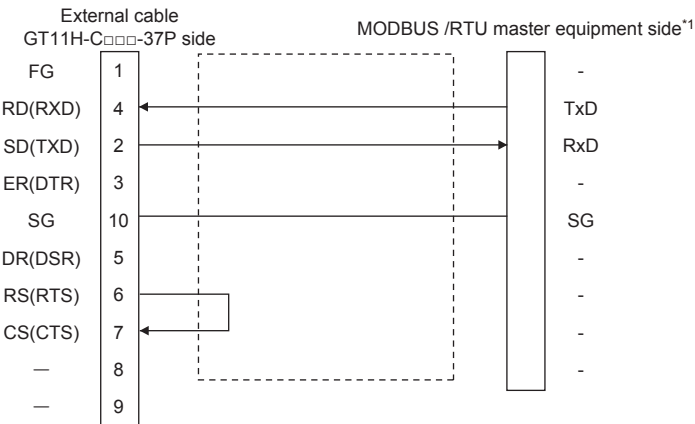 External cable
GT11H-C□□□-37P side
MODBUS /RTU master equipment side*1
FG 1 -
RD(RXD) 4 TxD
SD(TXD) 2 RxD
ER(DTR) 3 -
SG 10 SG
DR(DSR) 5 -
RS(RTS) 6 -
CS(CTS) 7 -
— 8 -
— 9